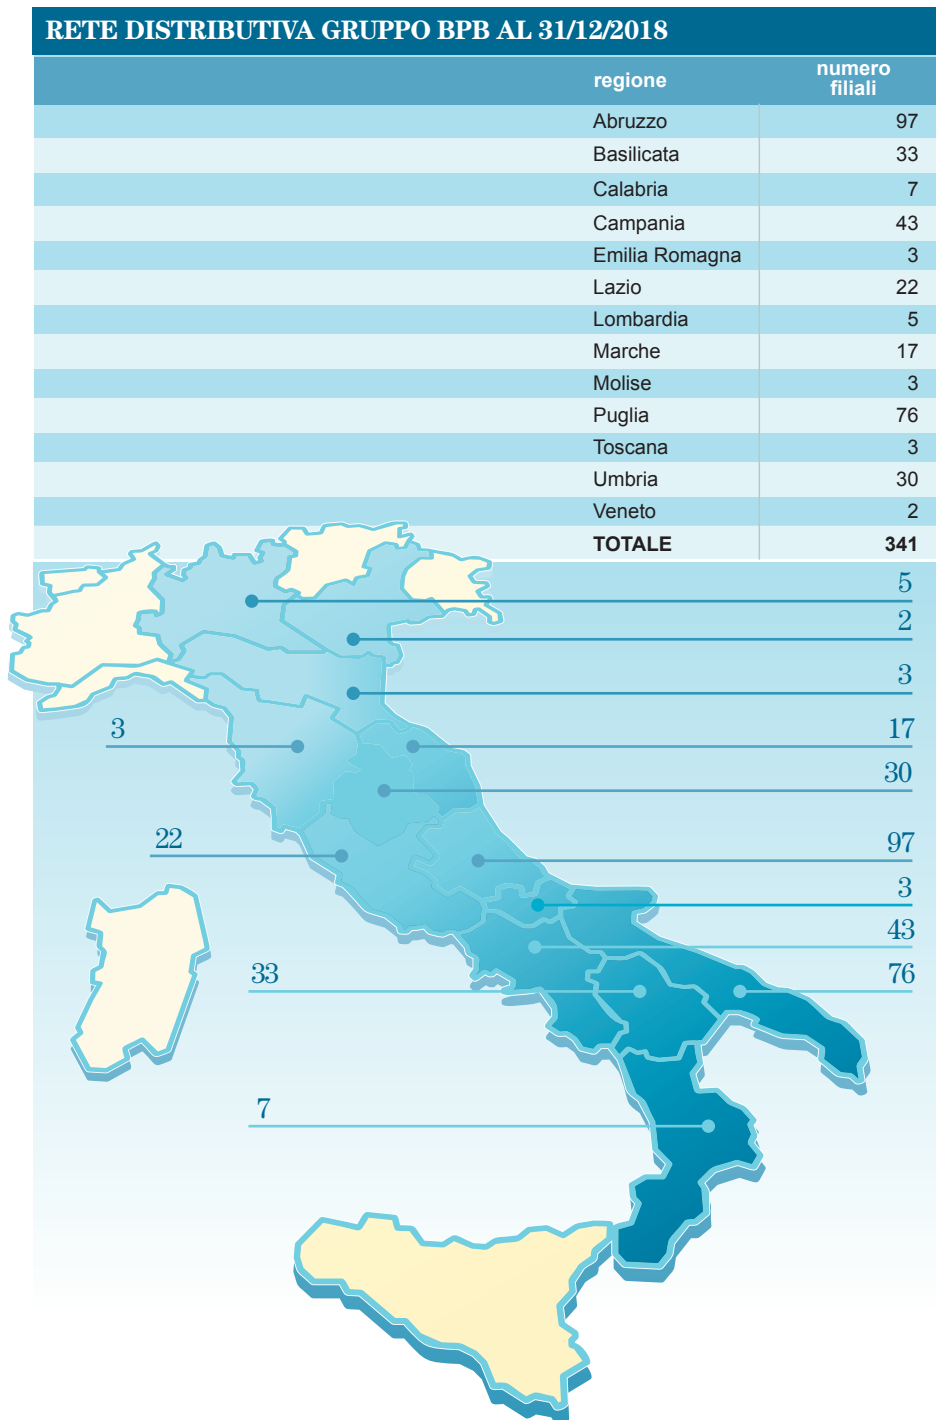 RETE DISTRIBUTIVA GRUPPO BPB AL 31/12/2018
regione numero filiali
Abruzzo 97
Basilicata 33
Calabria 7
Campania 43
Emilia Romagna 3
Lazio 22
Lombardia 5
Marche 17
Molise 3
Puglia 76
Toscana 3
Umbria 30
Veneto 2
TOTALE 341
5
2
3
3 17
30
22 97
3
43
33 76
7